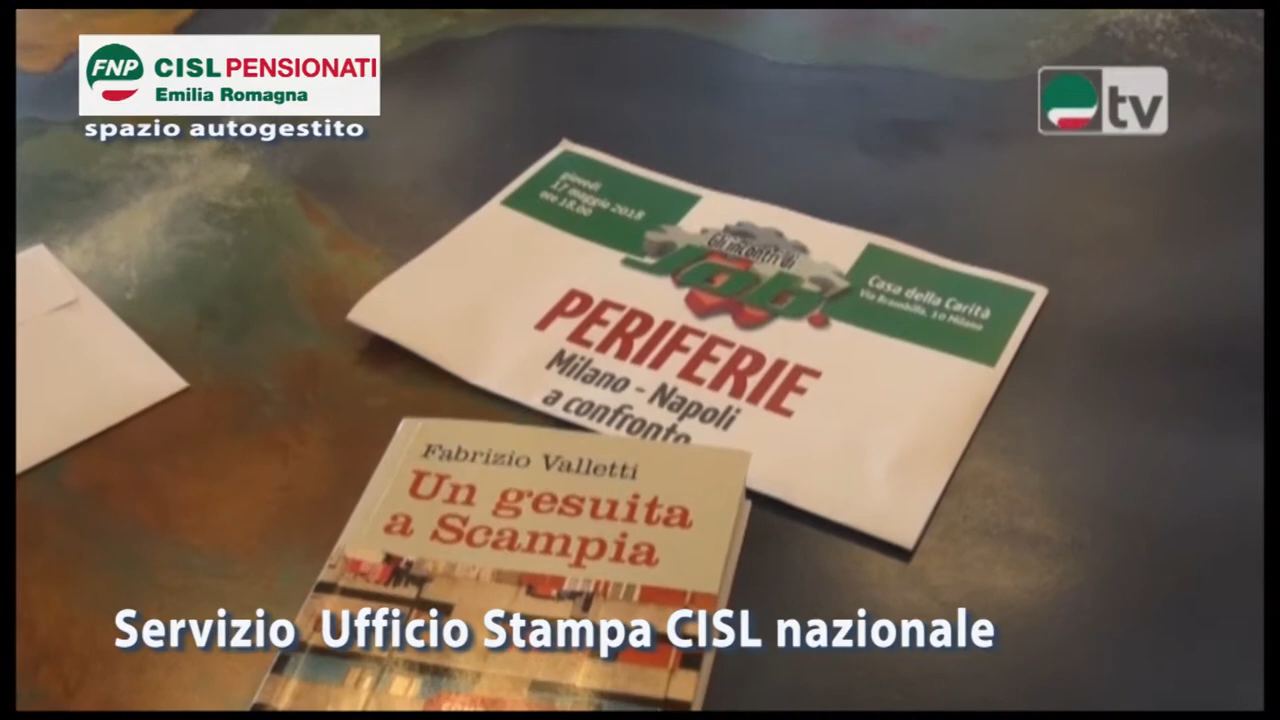 FNP CISL PENSIONATI
Emilia Romagna
spazio autogestito
tv
giovedì
17 maggio 2018
ore 18.00
Gli incontri di
Job!
Casa della Carità
Via Brambilla, 10 Milano
PERIFERIE
Milano - Napoli
a confronto
Fabrizio Valletti
Un gesuita
a Scampia
Servizio Ufficio Stampa CISL nazionale